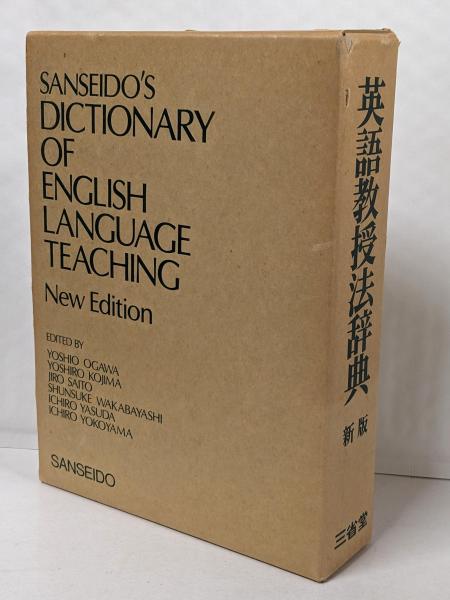 SANSEIDO'S
DICTIONARY
OF
ENGLISH
LANGUAGE
TEACHING
New Edition
EDITED BY
YOSHIO OGAWA
YOSHIRO KOJIMA
JIRO SAITO
SHUNSUKE WAKABAYASHI
ICHIRO YASUDA
ICHIRO YOKOYAMA
SANSEIDO
英語教授法辞典
新版
三省堂